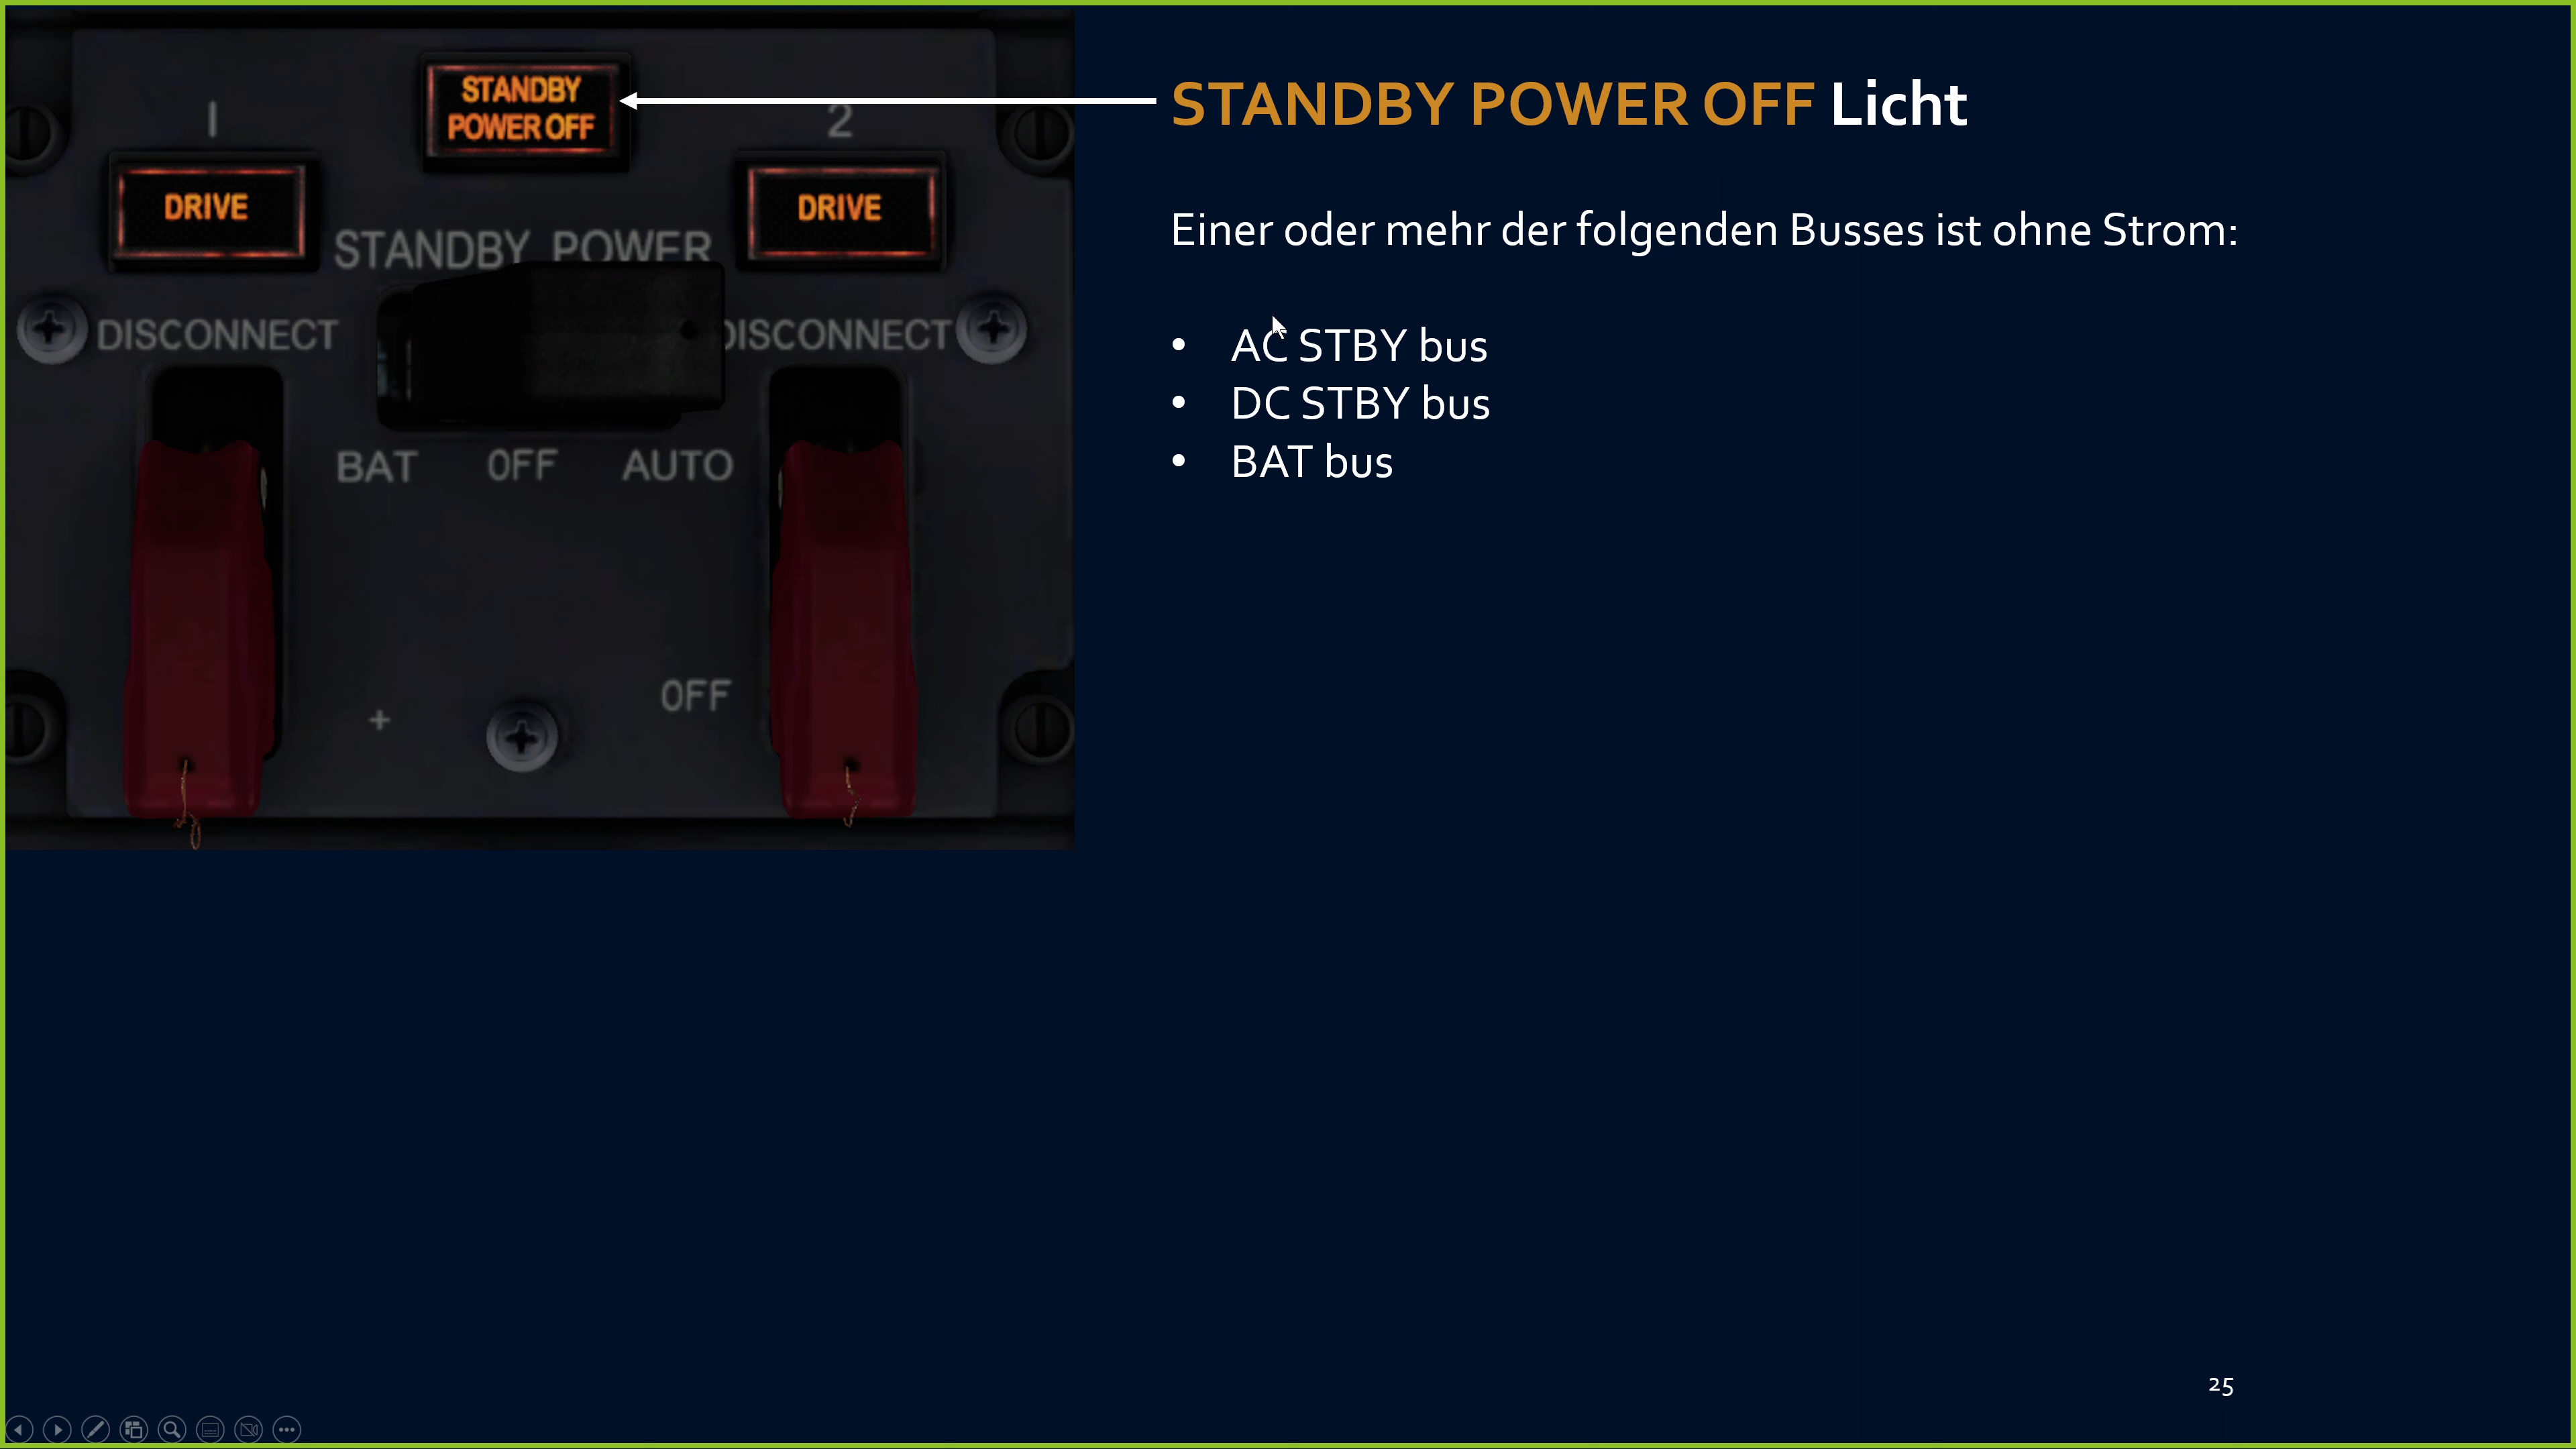 STANDBY
POWER OFF
1
2
DRIVE
DRIVE
STANDBY POWER
DISCONNECT
DISCONNECT
BAT
OFF
AUTO
OFF
+
STANDBY POWER OFF Licht
Einer oder mehr der folgenden Busses ist ohne Strom:
• AC STBY bus
• DC STBY bus
• BAT bus
25